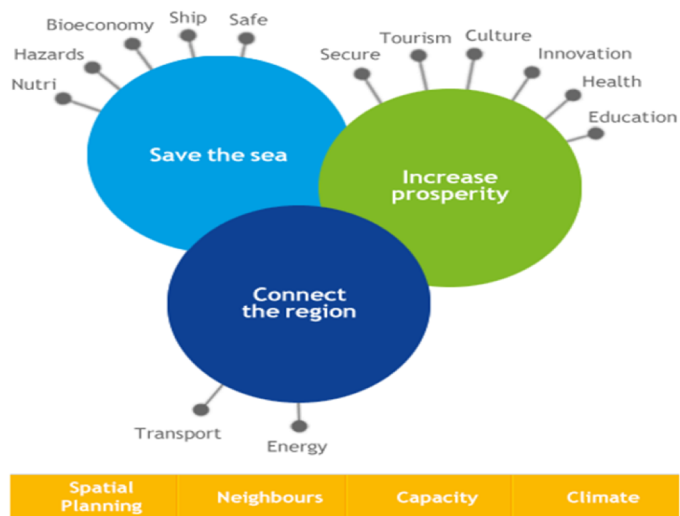 Ship
Safe
Bioeconomy
Hazards
Nutri
Secure
Tourism
Culture
Innovation
Health
Education
Save the sea
Increase
prosperity
Connect
the region
Transport
Energy
Spatial
Planning
Neighbours
Capacity
Climate